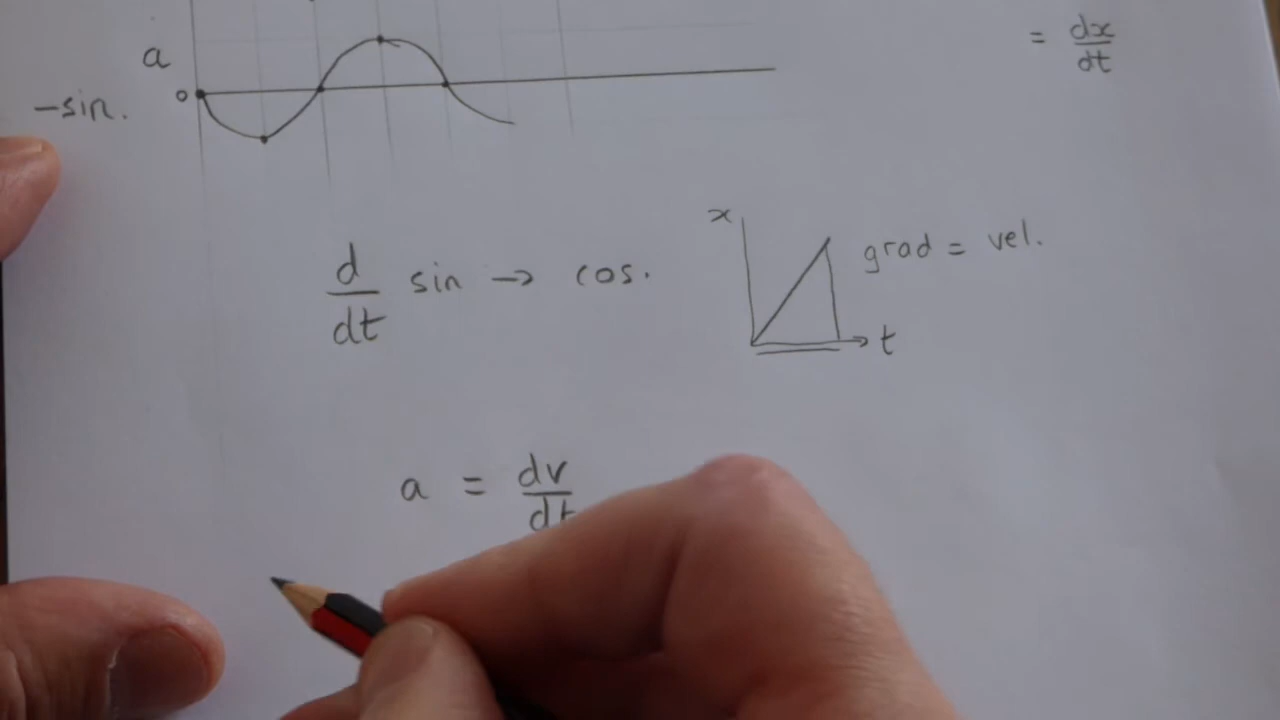 a
0
-sin.
= dx/dt
d/dt sin → cos.
x
grad = vel.
t
a = dv/dt